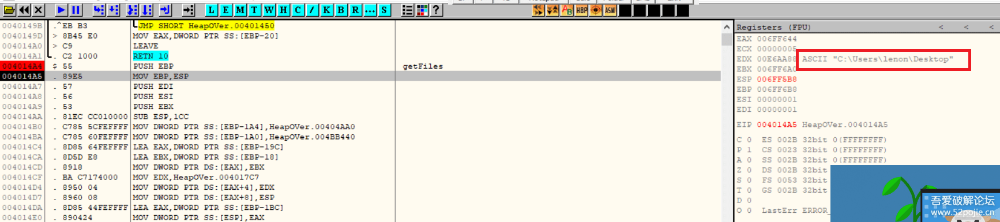 L E M T W H C / K B R ... S ? HBP ASM
0040149B .^EB B3 JMP SHORT HeapOVer.00401450
0040149D > 8B45 E0 MOV EAX,DWORD PTR SS:[EBP-20]
004014A0 > C9 LEAVE
004014A1 . C2 1000 RETN 10
004014A4 $ 55 PUSH EBP getFiles
004014A5 . 89E5 MOV EBP,ESP
004014A7 . 57 PUSH EDI
004014A8 . 56 PUSH ESI
004014A9 . 53 PUSH EBX
004014AA . 81EC CC010000 SUB ESP,1CC
004014B0 . C785 5CFEFFFF MOV DWORD PTR SS:[EBP-1A4],HeapOVer.00404AA0
004014BA . C785 60FEFFFF MOV DWORD PTR SS:[EBP-1A0],HeapOVer.004BB440
004014C4 . 8D85 64FEFFFF LEA EAX,DWORD PTR SS:[EBP-19C]
004014CA . 8D5D E8 LEA EBX,DWORD PTR SS:[EBP-18]
004014CD . 8918 MOV DWORD PTR DS:[EAX],EBX
004014CF . BA C7174000 MOV EDX,HeapOVer.004017C7
004014D4 . 8950 04 MOV DWORD PTR DS:[EAX+4],EDX
004014D7 . 8960 08 MOV DWORD PTR DS:[EAX+8],ESP
004014DA . 8D85 44FEFFFF LEA EAX,DWORD PTR SS:[EBP-1BC]
004014E0 . 890424 MOV DWORD PTR SS:[ESP],EAX
Registers (FPU) < < <
EAX 006FF644
ECX 00000005
EDX 00E6AA88 ASCII "C:\Users\lenon\Desktop"
EBX 006FF6A0
ESP 006FF5B8
EBP 006FF6B8
ESI 00000001
EDI 00000001
EIP 004014A5 HeapOVer.004014A5
C 0 ES 002B 32bit 0(FFFFFFFF)
P 1 CS 0023 32bit 0(FFFFFFFF)
A 0 SS 002B 32bit 0(FFFFFFFF)
Z 0 DS 002B 32bit
S 0 FS 0053 32bit
T 0 GS 002B 32bit
D 0
O 0 LastErr ERROR_
吾爱破解论坛
www.52pojie.cn